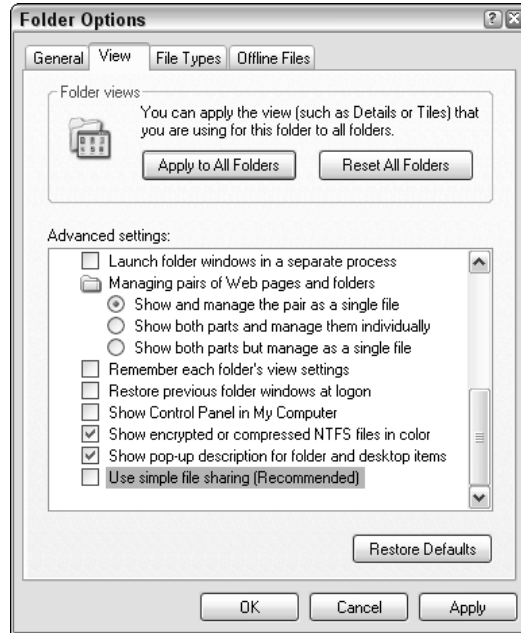 Folder Options
General View File Types Offline Files
Folder views
You can apply the view (such as Details or Tiles) that
you are using for this folder to all folders.
Apply to All Folders Reset All Folders
Advanced settings:
Launch folder windows in a separate process
Managing pairs of Web pages and folders
Show and manage the pair as a single file
Show both parts and manage them individually
Show both parts but manage as a single file
Remember each folder's view settings
Restore previous folder windows at logon
Show Control Panel in My Computer
Show encrypted or compressed NTFS files in color
Show pop-up description for folder and desktop items
Use simple file sharing (Recommended)
Restore Defaults
OK Cancel Apply